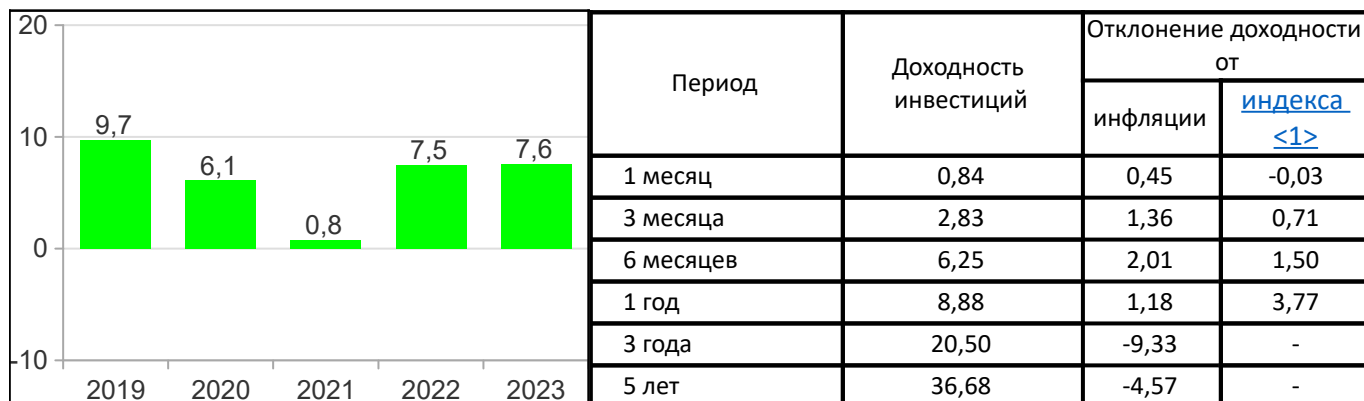 20
10
0
-10
9,7
6,1
0,8
7,5
7,6
2019 2020 2021 2022 2023
Период
Доходность
инвестиций
Отклонение доходности
от
инфляции
индекса
<1>
1 месяц 0,84 0,45 -0,03
3 месяца 2,83 1,36 0,71
6 месяцев 6,25 2,01 1,50
1 год 8,88 1,18 3,77
3 года 20,50 -9,33 -
5 лет 36,68 -4,57 -